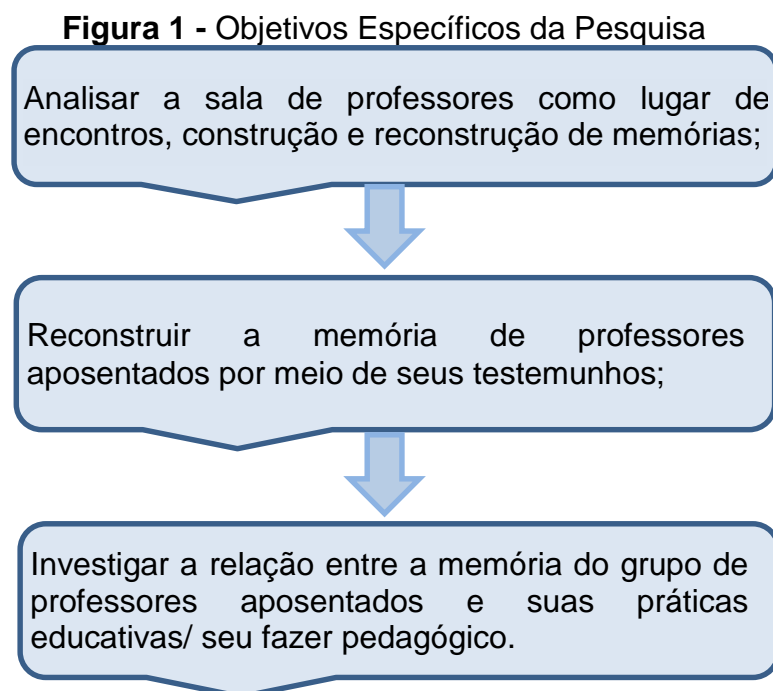 Figura 1 - Objetivos Específicos da Pesquisa
Analisar a sala de professores como lugar de
encontros, construção e reconstrução de memórias;
Reconstruir a memória de professores
aposentados por meio de seus testemunhos;
Investigar a relação entre a memória do grupo de
professores aposentados e suas práticas
educativas/ seu fazer pedagógico.